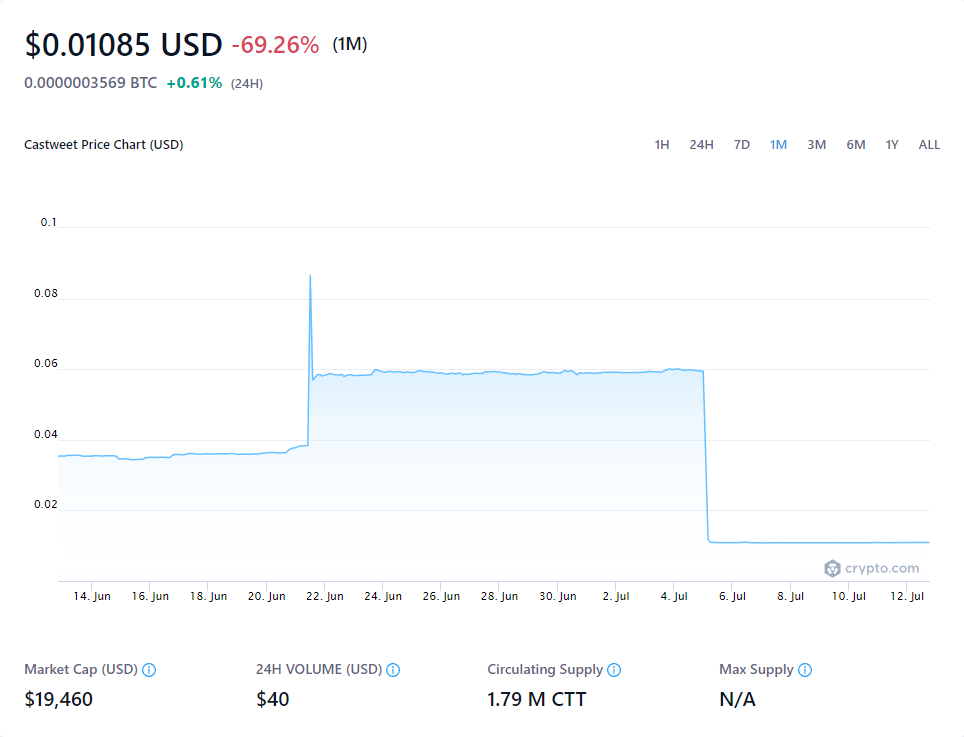 $0.01085 USD -69.26% (1M)
0.0000003569 BTC +0.61% (24H)
Castweet Price Chart (USD) 1H 24H 7D 1M 3M 6M 1Y ALL
0.1
0.08
0.06
0.04
0.02
crypto.com
14. Jun 16. Jun 18. Jun 20. Jun 22. Jun 24. Jun 26. Jun 28. Jun 30. Jun 2. Jul 4. Jul 6. Jul 8. Jul 10. Jul 12. Jul
Market Cap (USD) 24H VOLUME (USD) Circulating Supply Max Supply
$19,460 $40 1.79 M CTT N/A